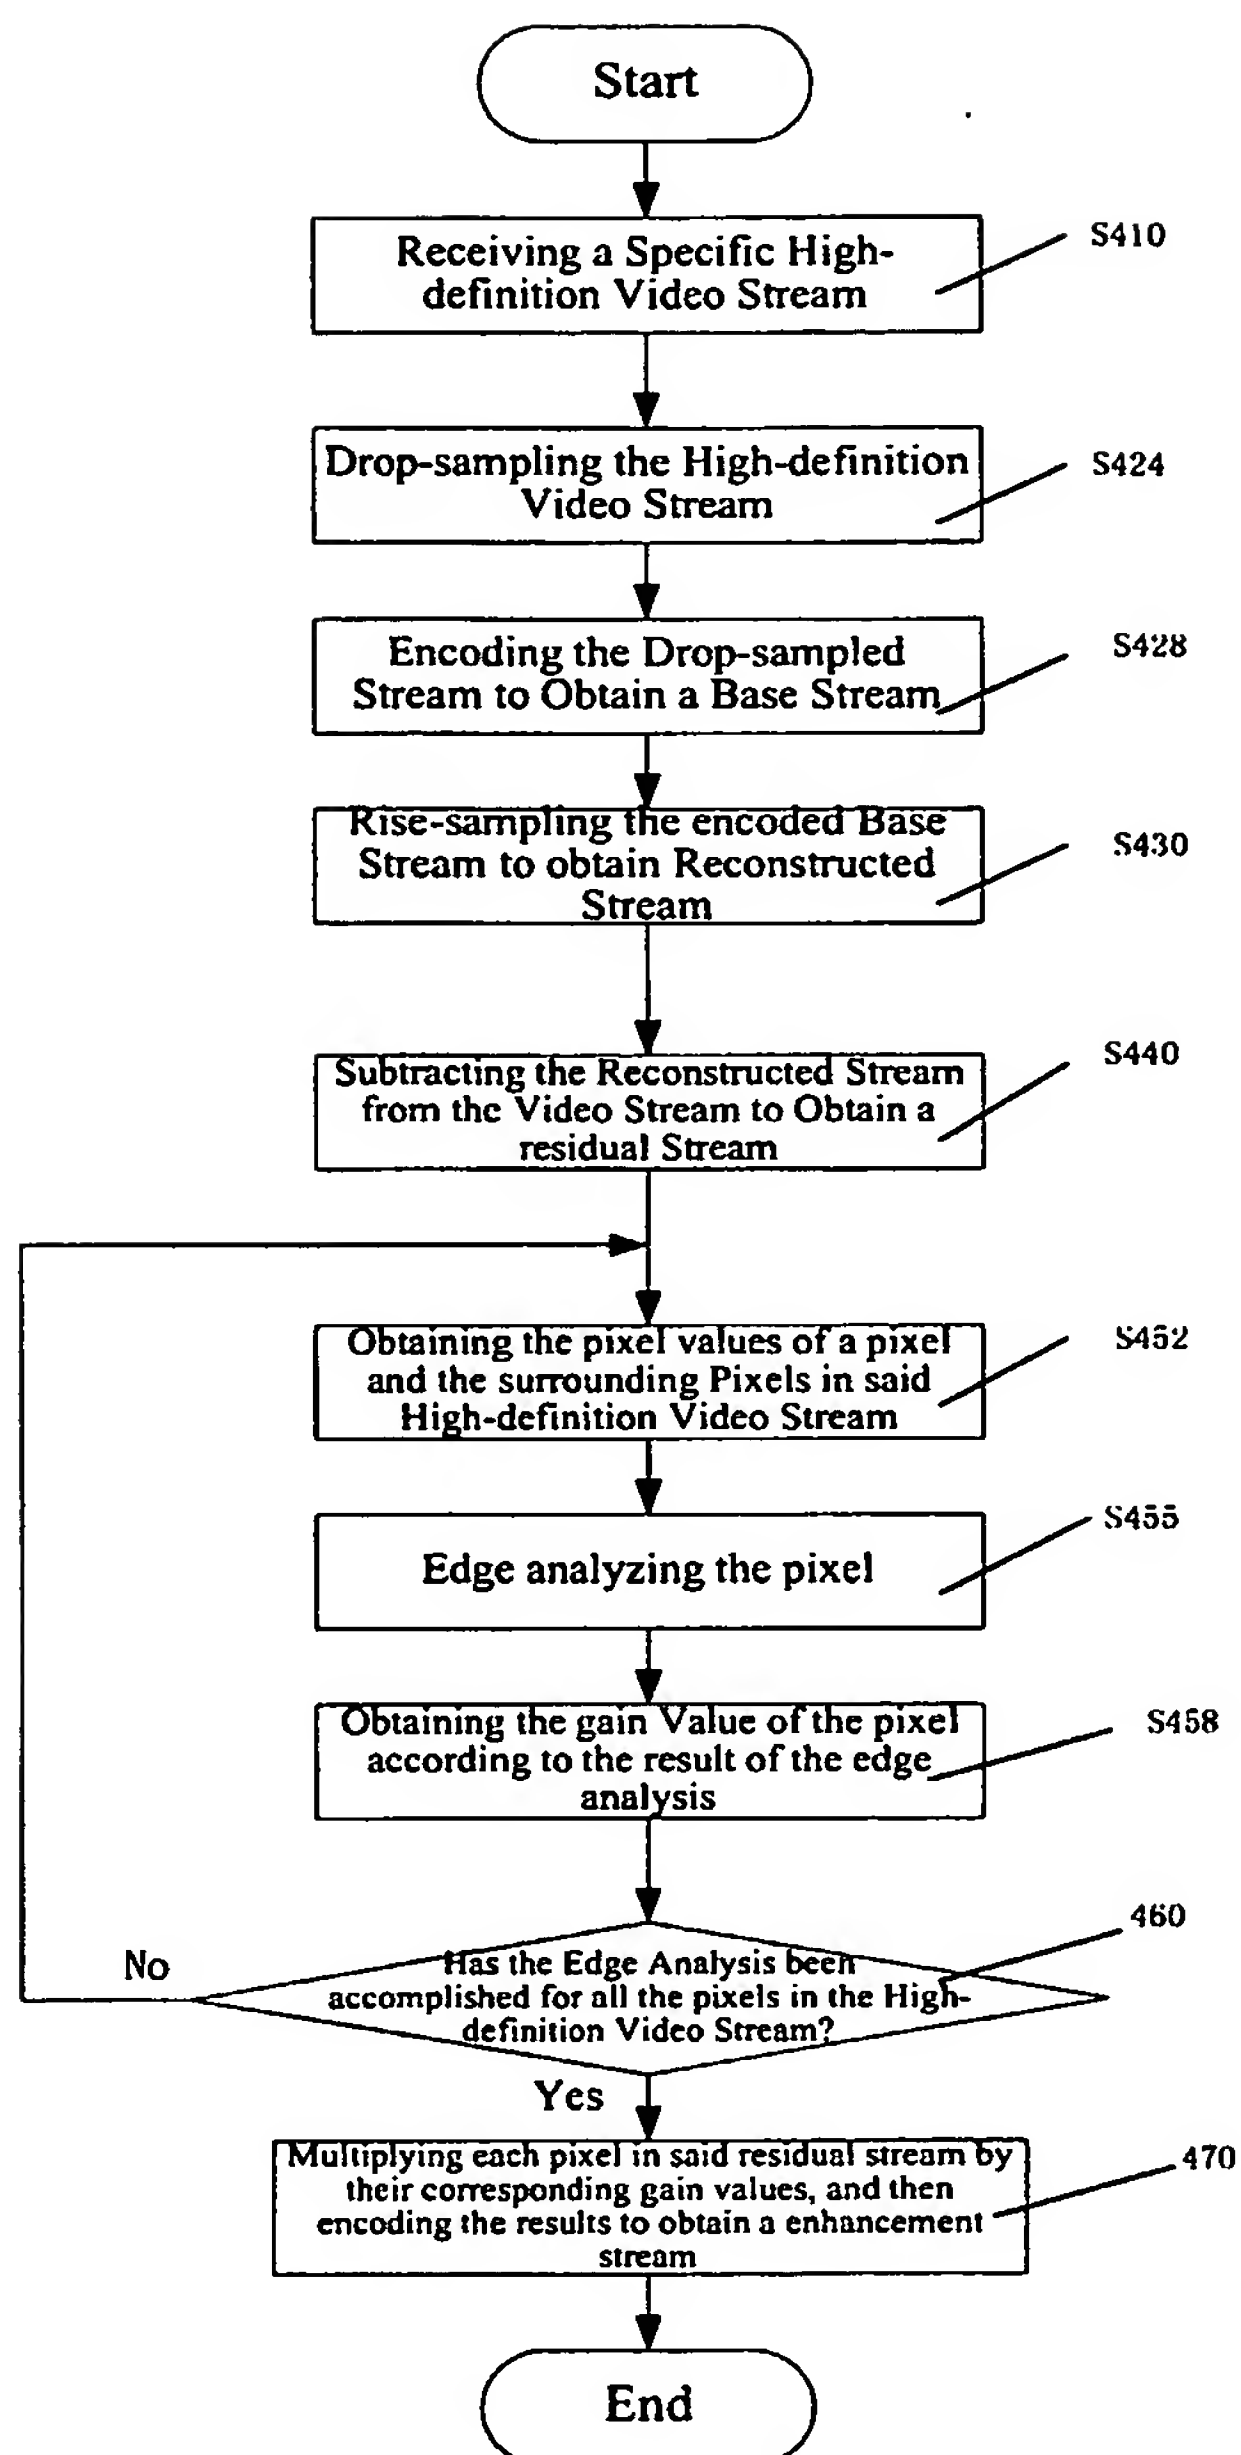 Start
Receiving a Specific High-
definition Video Stream
S410
Drop-sampling the High-definition
Video Stream
S424
Encoding the Drop-sampled
Stream to Obtain a Base Stream
S428
Rise-sampling the encoded Base
Stream to obtain Reconstructed
Stream
S430
Subtracting the Reconstructed Stream
from the Video Stream to Obtain a
residual Stream
S440
Obtaining the pixel values of a pixel
and the surrounding Pixels in said
High-definition Video Stream
S452
Edge analyzing the pixel
S455
Obtaining the gain Value of the pixel
according to the result of the edge
analysis
S458
Has the Edge Analysis been
accomplished for all the pixels in the High-
definition Video Stream?
460
No
Yes
Multiplying each pixel in said residual stream by
their corresponding gain values, and then
encoding the results to obtain a enhancement
stream
470
End